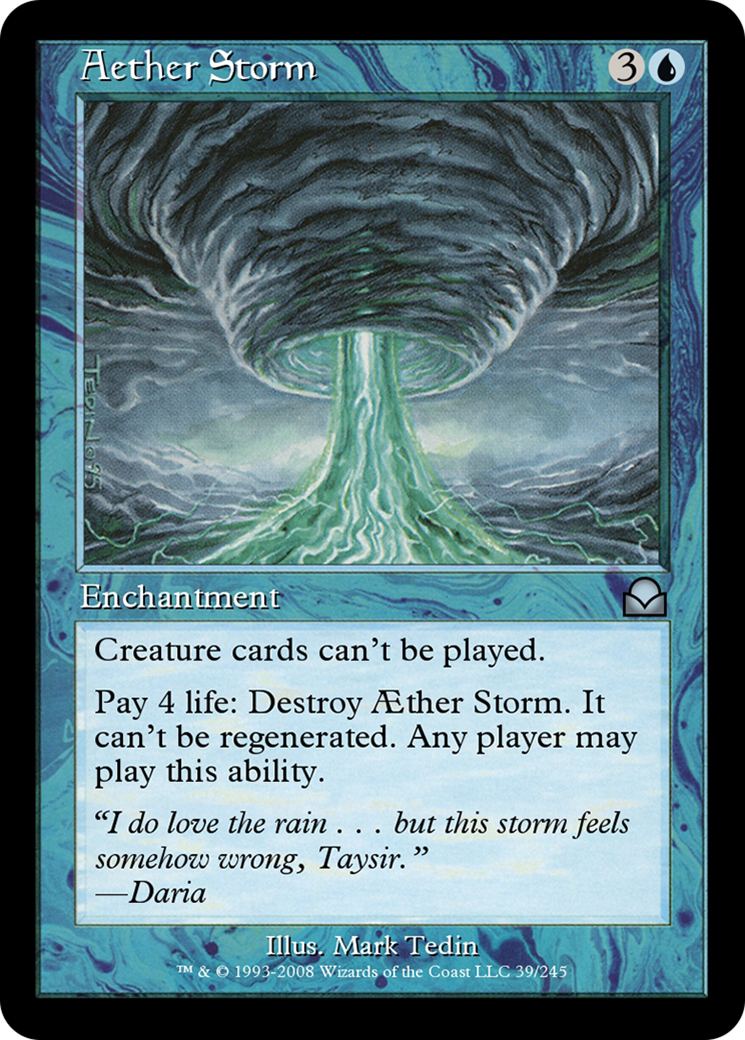 Aether Storm 3
TEDIN©95
Enchantment
Creature cards can't be played.
Pay 4 life: Destroy Æther Storm. It
can't be regenerated. Any player may
play this ability.
“I do love the rain . . . but this storm feels
somehow wrong, Taysir.”
—Daria
Illus. Mark Tedin
™ & © 1993-2008 Wizards of the Coast LLC 39/245